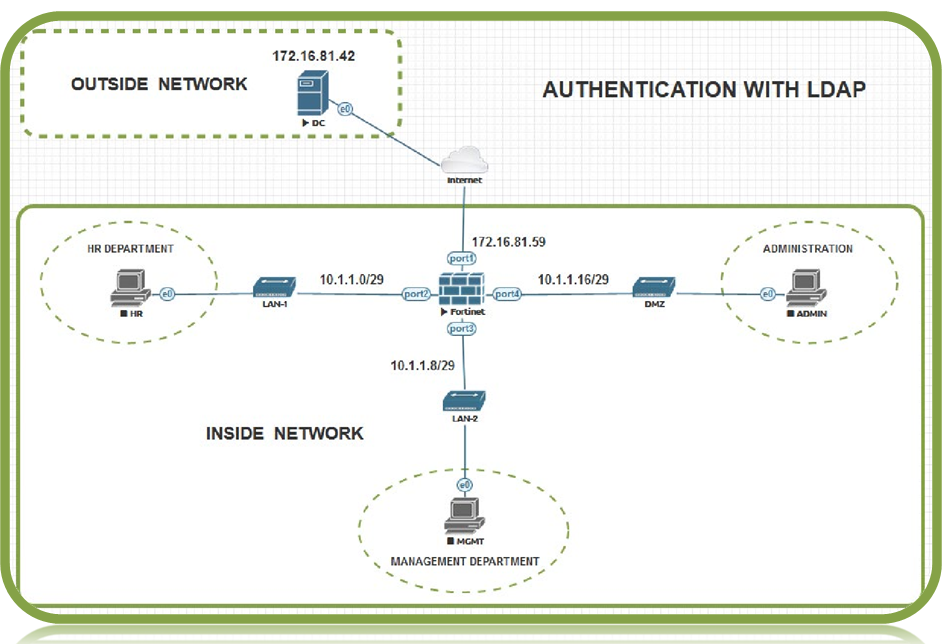 172.16.81.42
OUTSIDE NETWORK
AUTHENTICATION WITH LDAP
e0
DC
Internet
HR DEPARTMENT
172.16.81.59
ADMINISTRATION
port1
10.1.1.0/29
10.1.1.16/29
e0
port2
port4
e0
HR
LAN-1
Fortinet
DMZ
ADMIN
port3
10.1.1.8/29
LAN-2
INSIDE NETWORK
e0
MGMT
MANAGEMENT DEPARTMENT